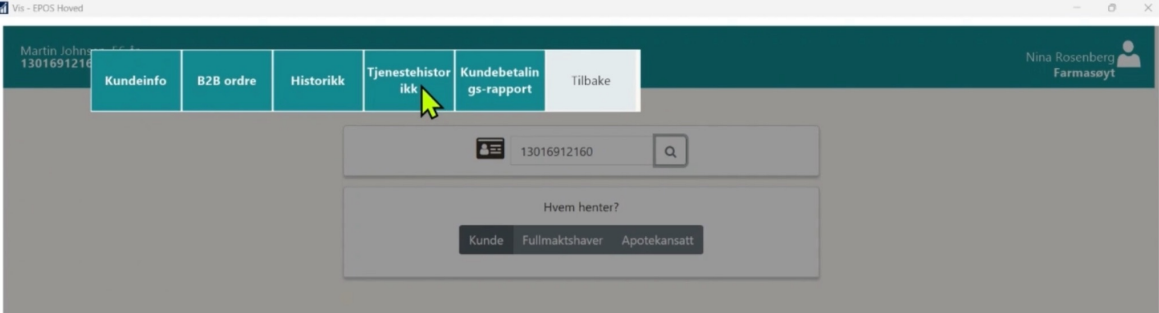 Vis - EPOS Hoved
Martin Johns
1301691216
Nina Rosenberg
Farmasøyt
Kundeinfo
B2B ordre
Historikk
Tjenestehistor
ikk
Kundebetalin
gs-rapport
Tilbake
13016912160
Hvem henter?
Kunde Fullmaktshaver Apotekansatt